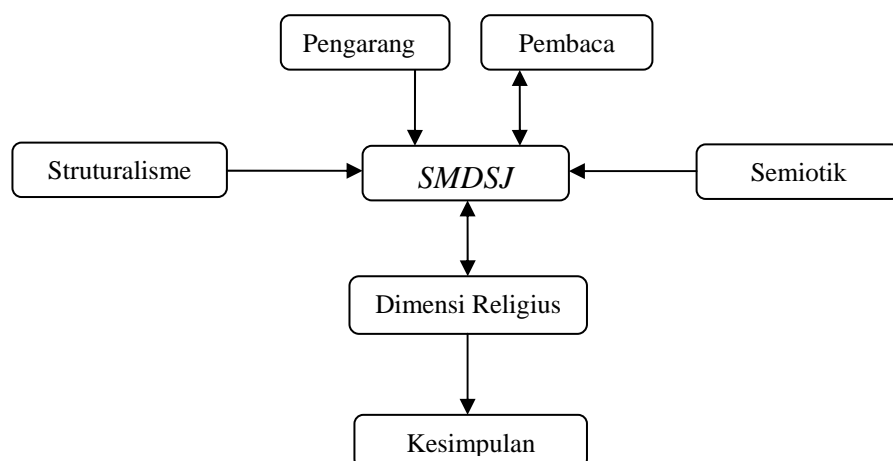 Pengarang
Pembaca
Struturalisme
SMDSJ
Semiotik
Dimensi Religius
Kesimpulan